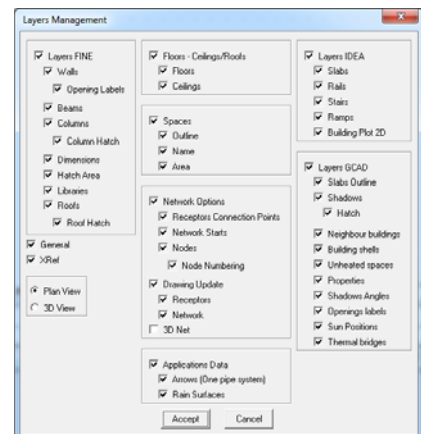 Layers Management
Layers FINE
Walls
Opening Labels
Beams
Columns
Column Hatch
Dimensions
Hatch Area
Libraries
Roofs
Roof Hatch
General
XRef
Plan View
3D View
Floors - Ceilings/Roofs
Floors
Ceilings
Spaces
Outline
Name
Area
Network Options
Receptors Connection Points
Network Starts
Nodes
Node Numbering
Drawing Update
Receptors
Network
3D Net
Applications Data
Arrows (One pipe system)
Rain Surfaces
Layers IDEA
Slabs
Rails
Stairs
Ramps
Building Plot 2D
Layers GCAD
Slabs Outline
Shadows
Hatch
Neighbour buildings
Building shells
Unheated spaces
Properties
Shadows Angles
Openings labels
Sun Positions
Thermal bridges
Accept
Cancel